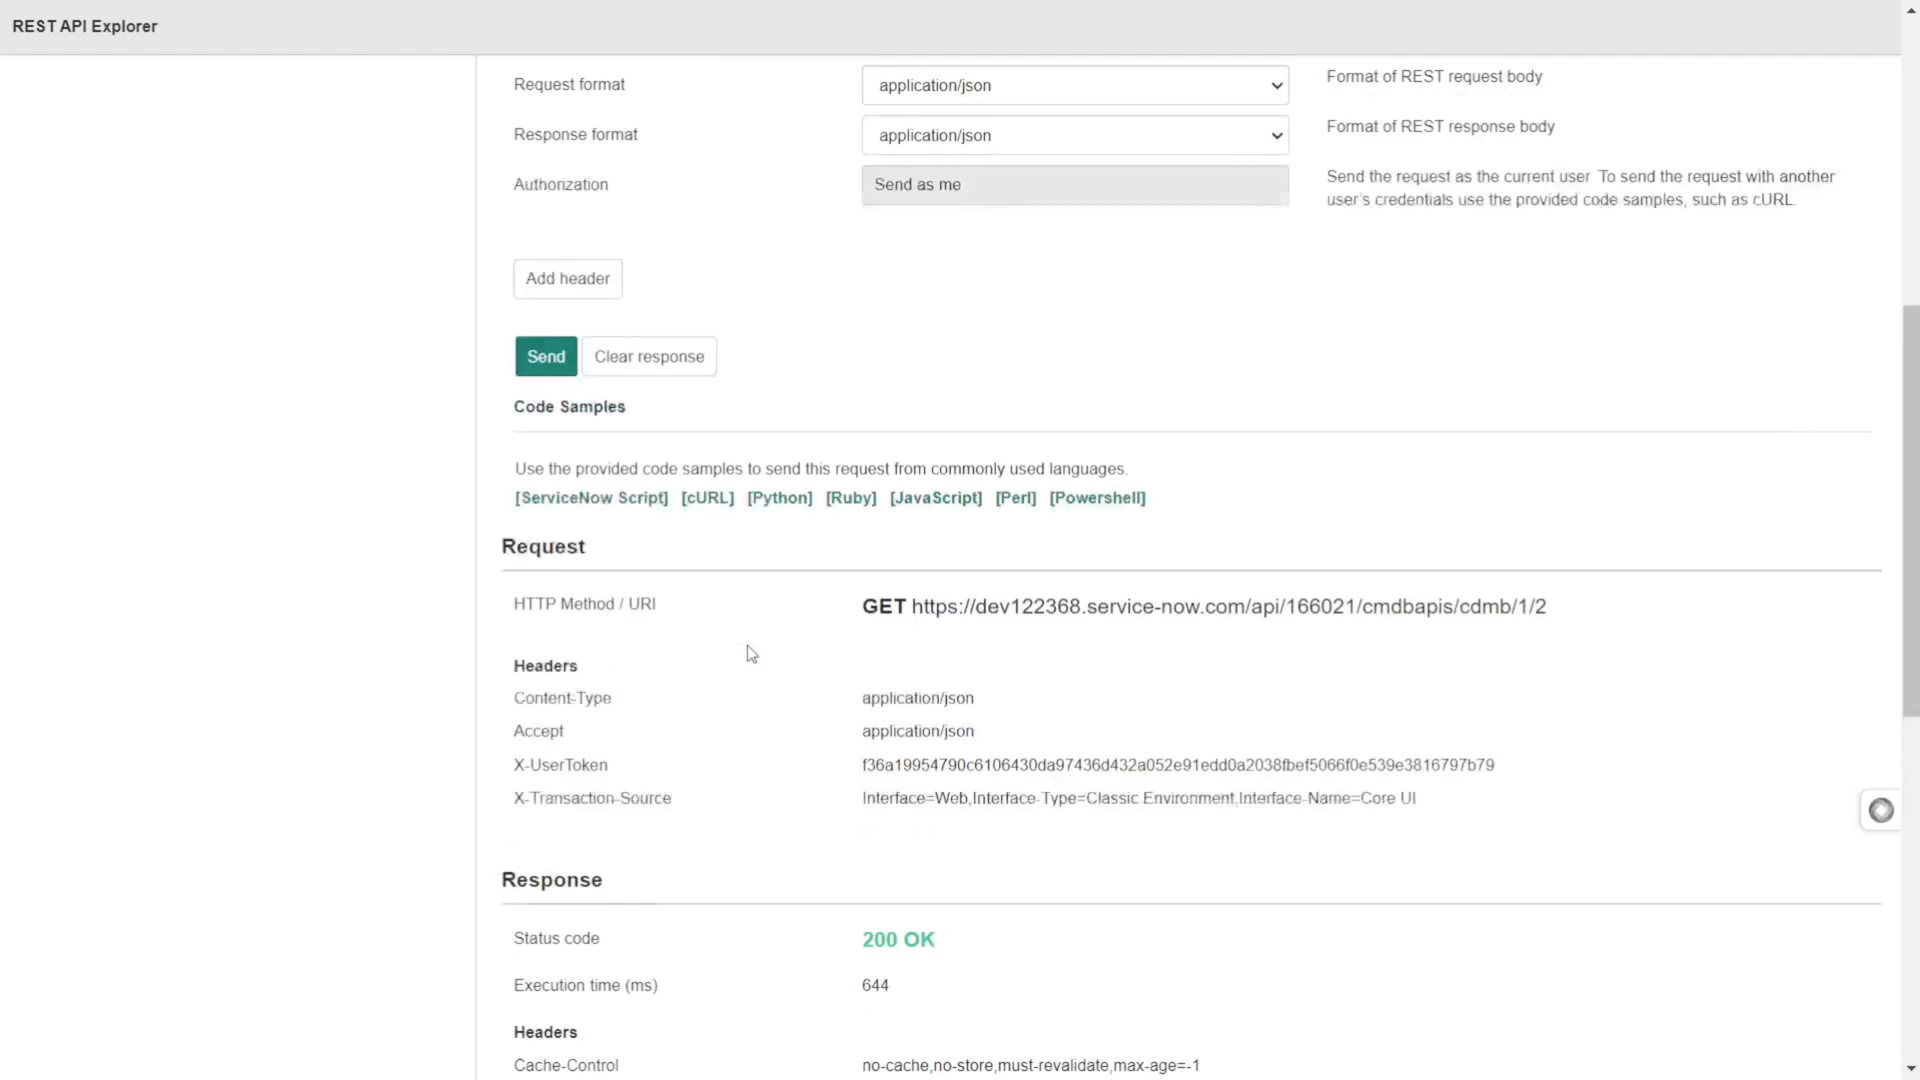 REST API Explorer
Request format
application/json
Format of REST request body
Response format
application/json
Format of REST response body
Authorization
Send as me
Send the request as the current user To send the request with another
user's credentials use the provided code samples, such as cURL.
Add header
Send
Clear response
Code Samples
Use the provided code samples to send this request from commonly used languages.
[ServiceNow Script] [cURL] [Python] [Ruby] [JavaScript] [Perl] [Powershell]
Request
HTTP Method / URI
GET https://dev122368.service-now.com/api/166021/cmdbapis/cdmb/1/2
Headers
Content-Type
application/json
Accept
application/json
X-UserToken
f36a19954790c6106430da97436d432a052e91edd0a2038fbef5066f0e539e3816797b79
X-Transaction-Source
Interface=Web,Interface-Type=Classic Environment,Interface-Name=Core UI
Response
Status code
200 OK
Execution time (ms)
644
Headers
Cache-Control
no-cache,no-store,must-revalidate,max-age=-1